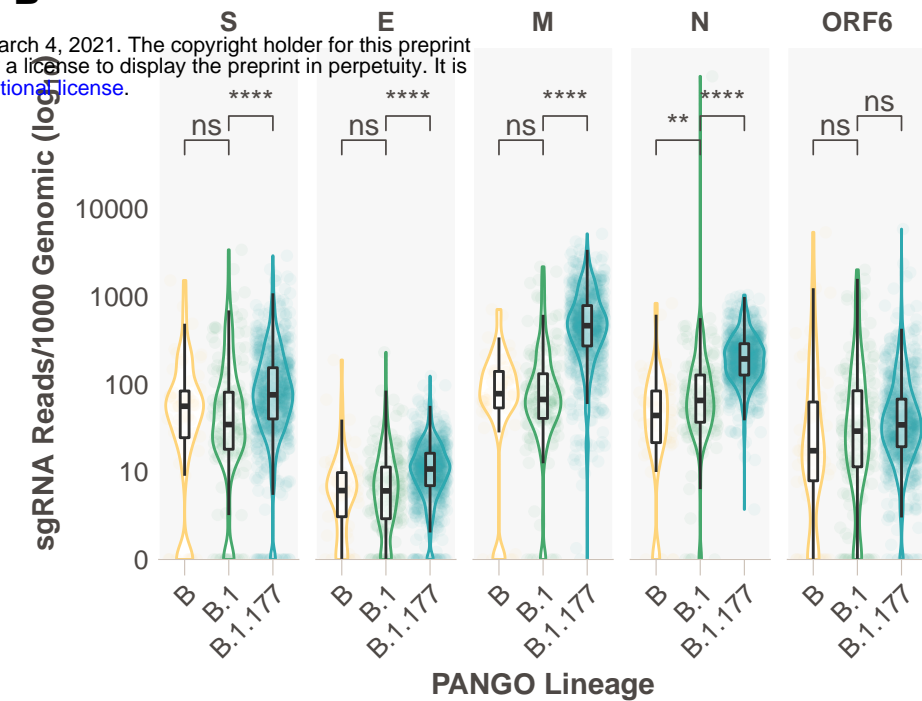 S E M N ORF6
arch 4, 2021. The copyright holder for this preprint
a license to display the preprint in perpetuity. It is
tional license.
**** **** **** **** ns
ns ns ns ** ns
sgRNA Reads/1000 Genomic (log10)
10000
1000
100
10
0
B B.1 B.1.177 B B.1 B.1.177 B B.1 B.1.177 B B.1 B.1.177 B B.1 B.1.177
PANGO Lineage